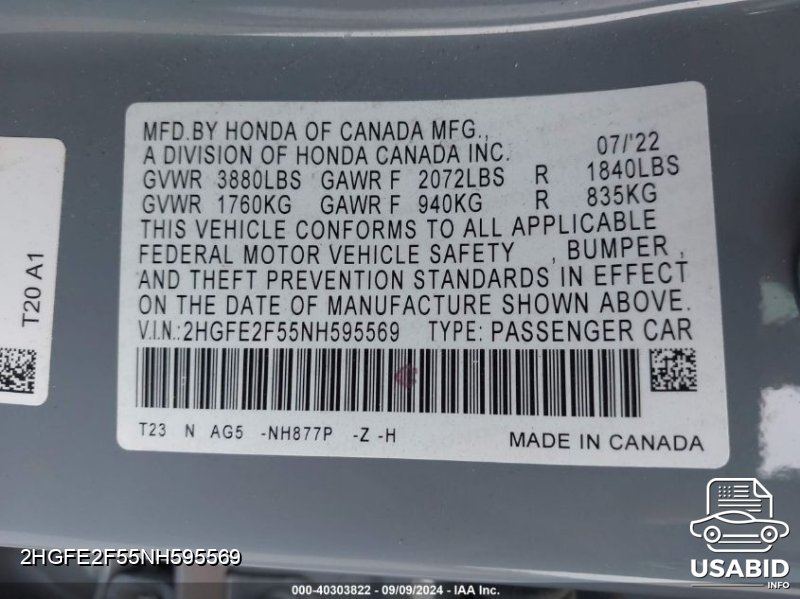 MFD.BY HONDA OF CANADA MFG., 07/'22
A DIVISION OF HONDA CANADA INC.
GVWR 3880LBS GAWR F 2072LBS R 1840LBS
GVWR 1760KG GAWR F 940KG R 835KG
THIS VEHICLE CONFORMS TO ALL APPLICABLE
FEDERAL MOTOR VEHICLE SAFETY , BUMPER ,
AND THEFT PREVENTION STANDARDS IN EFFECT
ON THE DATE OF MANUFACTURE SHOWN ABOVE.
V.I.N.:2HGFE2F55NH595569 TYPE: PASSENGER CAR
T23 N AG5 -NH877P -Z -H MADE IN CANADA
T20 A1
2HGFE2F55NH595569
USABID
INFO
000-40303822 - 09/09/2024 - IAA Inc.